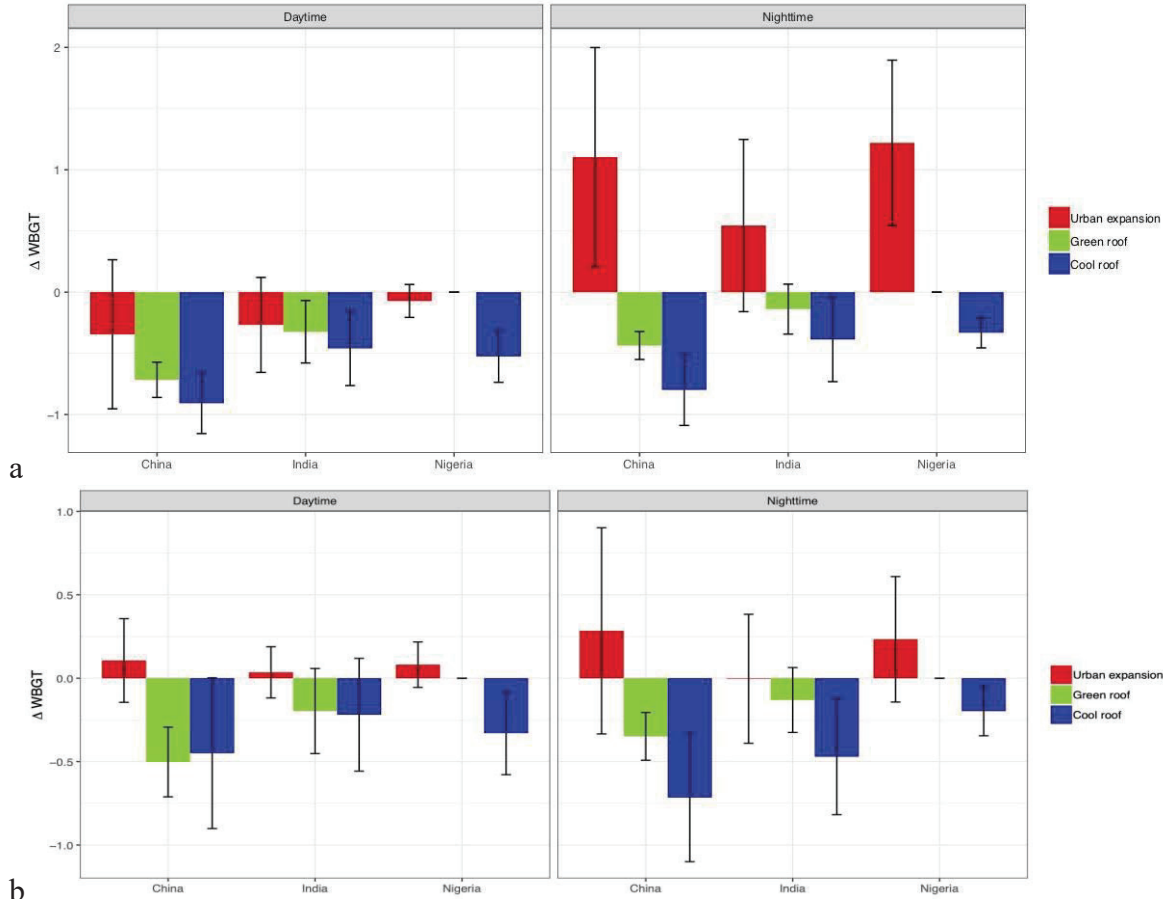 Daytime Nighttime
2
1
0
−1
Δ WBGT
China India Nigeria China India Nigeria
Urban expansion
Green roof
Cool roof
a
Daytime Nighttime
1.0
0.5
0.0
−0.5
−1.0
Δ WBGT
China India Nigeria China India Nigeria
Urban expansion
Green roof
Cool roof
b